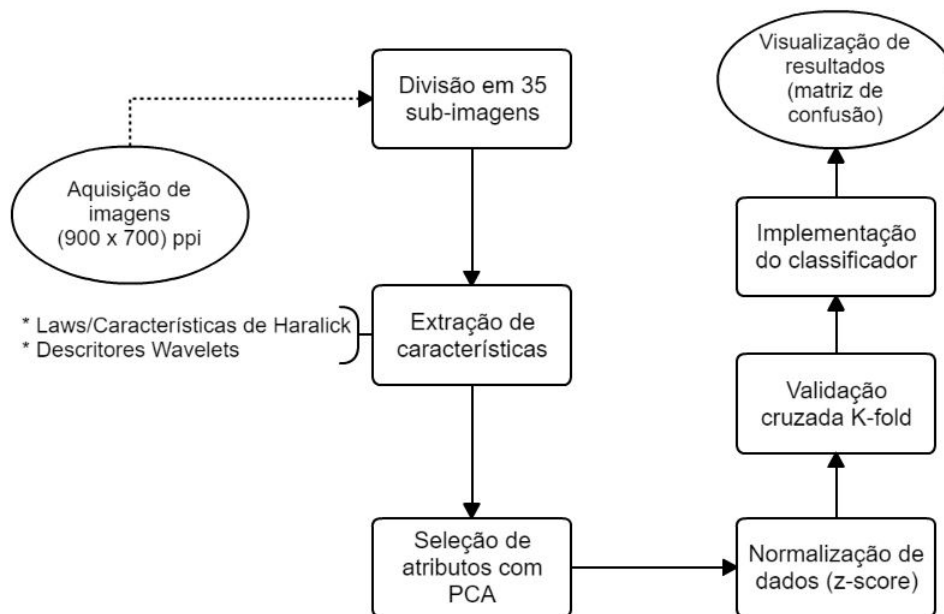 Aquisição de
imagens
(900 x 700) ppi
Divisão em 35
sub-imagens
* Laws/Características de Haralick
* Descritores Wavelets
Extração de
características
Seleção de
atributos com
PCA
Normalização de
dados (z-score)
Validação
cruzada K-fold
Implementação
do classificador
Visualização de
resultados
(matriz de
confusão)